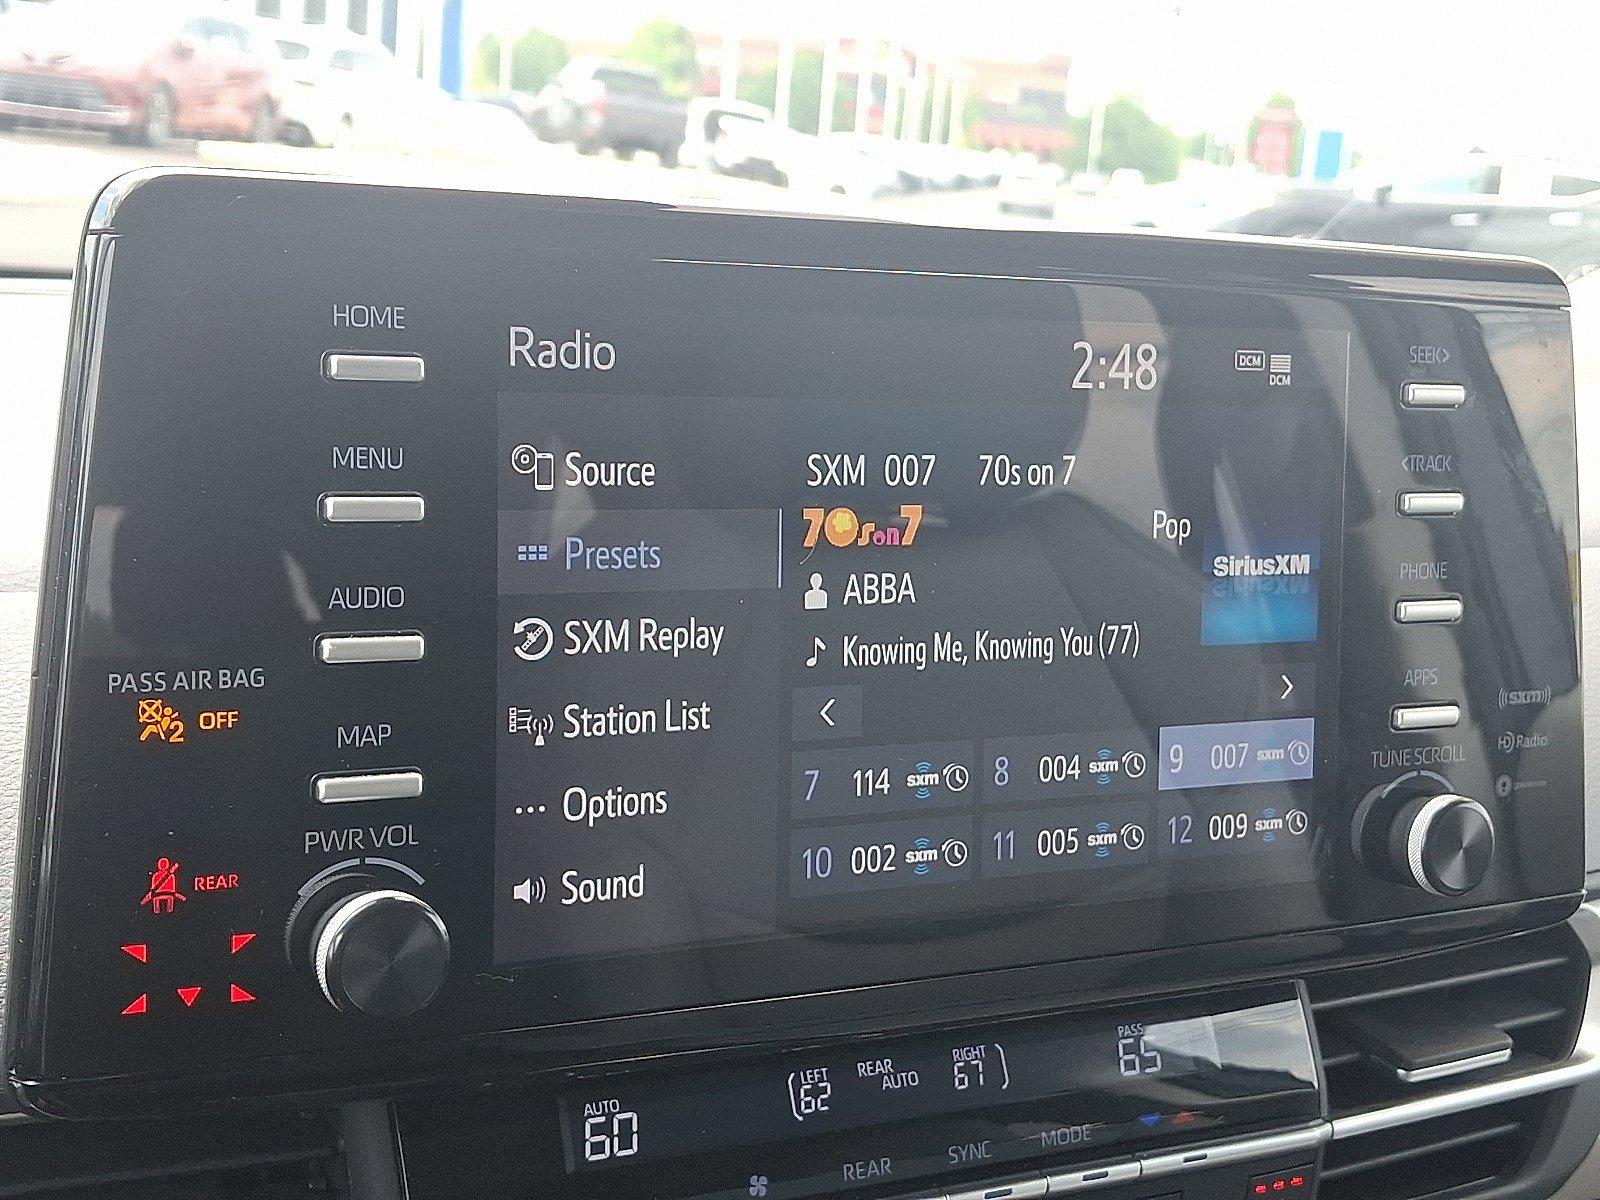 HOME
MENU
AUDIO
PASS AIR BAG
2 OFF
MAP
PWR VOL
REAR
Radio
2:48
DCM
DCM
Source
Presets
SXM Replay
Station List
Options
Sound
SXM 007 70s on 7
70s on 7
Pop
SiriusXM
ABBA
Knowing Me, Knowing You (77)
7 114 sxm
8 004 sxm
9 007 sxm
10 002 sxm
11 005 sxm
12 009 sxm
SEEK>
<TRACK
PHONE
APPS
TUNE SCROLL
((sxm))
HD Radio
AUTO
60
LEFT
62
REAR
AUTO
RIGHT
67
PASS
65
REAR
SYNC
MODE